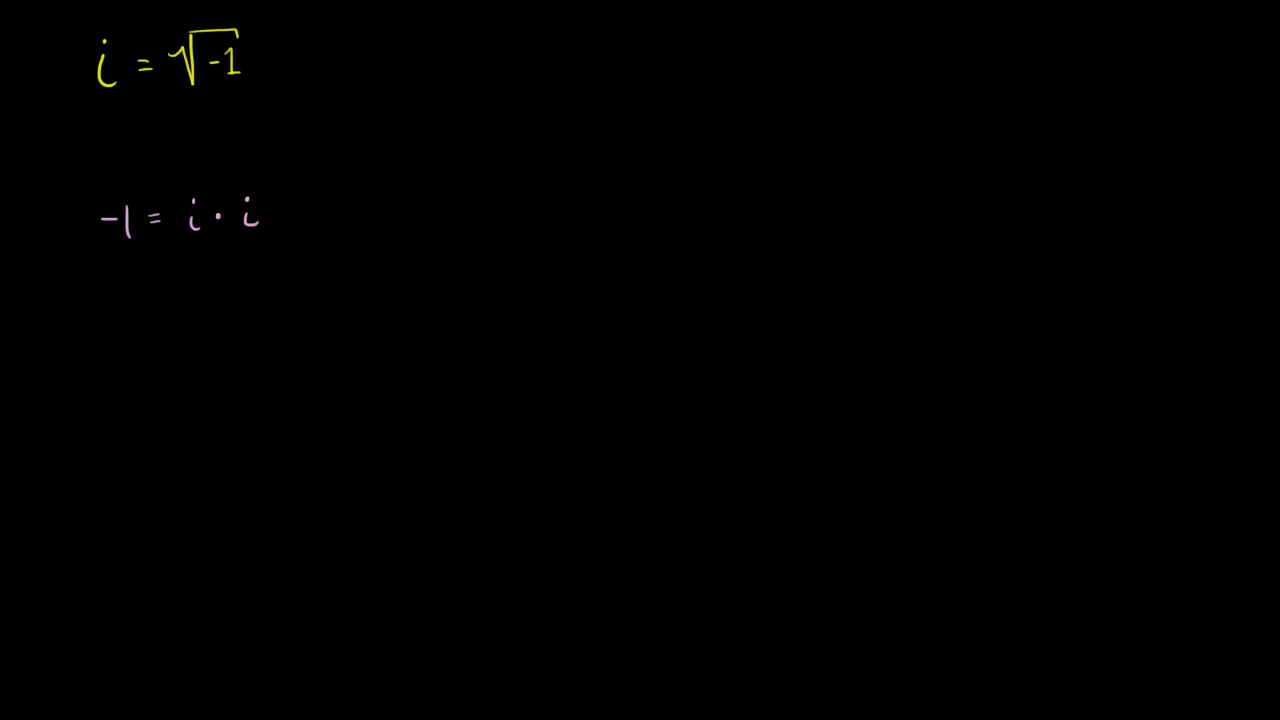 i = √-1
-1 = i · i